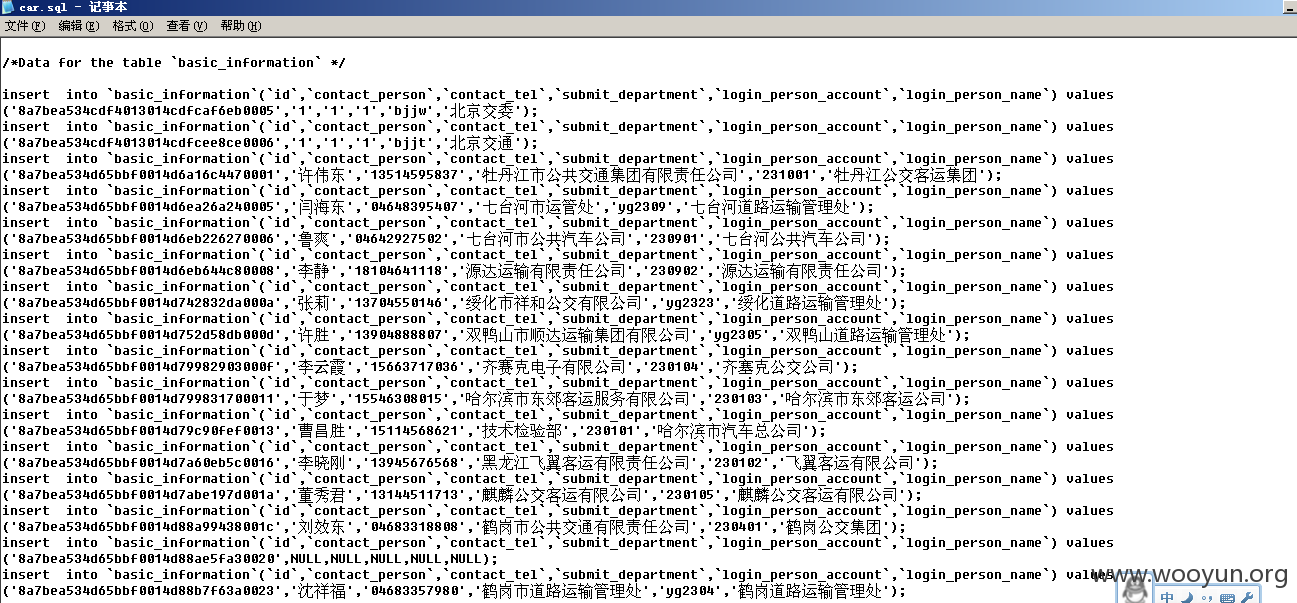 car.sql - 记事本
文件(F) 编辑(E) 格式(O) 查看(V) 帮助(H)
/*Data for the table `basic_information` */
insert  into `basic_information`(`id`,`contact_person`,`contact_tel`,`submit_department`,`login_person_account`,`login_person_name`) values
('8a7bea534cdf4013014cdfcaf6eb0005','1','1','1','bjjw','北京交委');
insert  into `basic_information`(`id`,`contact_person`,`contact_tel`,`submit_department`,`login_person_account`,`login_person_name`) values
('8a7bea534cdf4013014cdfcee8ce0006','1','1','1','bjjt','北京交通');
insert  into `basic_information`(`id`,`contact_person`,`contact_tel`,`submit_department`,`login_person_account`,`login_person_name`) values
('8a7bea534d65bbf0014d6a16c4470001','许伟东','13514595837','牡丹江市公共交通集团有限责任公司','231001','牡丹江公交客运集团');
insert  into `basic_information`(`id`,`contact_person`,`contact_tel`,`submit_department`,`login_person_account`,`login_person_name`) values
('8a7bea534d65bbf0014d6ea26a240005','闫海东','04648395407','七台河市运管处','yg2309','七台河道路运输管理处');
insert  into `basic_information`(`id`,`contact_person`,`contact_tel`,`submit_department`,`login_person_account`,`login_person_name`) values
('8a7bea534d65bbf0014d6eb226270006','鲁爽','04642927502','七台河市公共汽车公司','230901','七台河公共汽车公司');
insert  into `basic_information`(`id`,`contact_person`,`contact_tel`,`submit_department`,`login_person_account`,`login_person_name`) values
('8a7bea534d65bbf0014d6eb644c80008','李静','18104641118','源达运输有限责任公司','230902','源达运输有限责任公司');
insert  into `basic_information`(`id`,`contact_person`,`contact_tel`,`submit_department`,`login_person_account`,`login_person_name`) values
('8a7bea534d65bbf0014d742832da000a','张莉','13704550146','绥化市祥和公交有限公司','yg2323','绥化道路运输管理处');
insert  into `basic_information`(`id`,`contact_person`,`contact_tel`,`submit_department`,`login_person_account`,`login_person_name`) values
('8a7bea534d65bbf0014d752d58db000d','许胜','13904888807','双鸭山市顺达运输集团有限公司','yg2305','双鸭山道路运输管理处');
insert  into `basic_information`(`id`,`contact_person`,`contact_tel`,`submit_department`,`login_person_account`,`login_person_name`) values
('8a7bea534d65bbf0014d79982903000f','李云霞','15663717036','齐赛克电子有限公司','230104','齐塞克公交公司');
insert  into `basic_information`(`id`,`contact_person`,`contact_tel`,`submit_department`,`login_person_account`,`login_person_name`) values
('8a7bea534d65bbf0014d799831700011','于梦','15546308015','哈尔滨市东郊客运服务有限公司','230103','哈尔滨市东郊客运公司');
insert  into `basic_information`(`id`,`contact_person`,`contact_tel`,`submit_department`,`login_person_account`,`login_person_name`) values
('8a7bea534d65bbf0014d79c90fef0013','曹昌胜','15114568621','技术检验部','230101','哈尔滨市汽车总公司');
insert  into `basic_information`(`id`,`contact_person`,`contact_tel`,`submit_department`,`login_person_account`,`login_person_name`) values
('8a7bea534d65bbf0014d7a60eb5c0016','李晓刚','13945676568','黑龙江飞翼客运有限责任公司','230102','飞翼客运有限公司');
insert  into `basic_information`(`id`,`contact_person`,`contact_tel`,`submit_department`,`login_person_account`,`login_person_name`) values
('8a7bea534d65bbf0014d7abe197d001a','董秀君','13144511713','麒麟公交客运有限公司','230105','麒麟公交客运有限公司');
insert  into `basic_information`(`id`,`contact_person`,`contact_tel`,`submit_department`,`login_person_account`,`login_person_name`) values
('8a7bea534d65bbf0014d88a99438001c','刘效东','04683318808','鹤岗市公共交通有限责任公司','230401','鹤岗公交集团');
insert  into `basic_information`(`id`,`contact_person`,`contact_tel`,`submit_department`,`login_person_account`,`login_person_name`) values
('8a7bea534d65bbf0014d88ae5fa30020',NULL,NULL,NULL,NULL,NULL);
insert  into `basic_information`(`id`,`contact_person`,`contact_tel`,`submit_department`,`login_person_account`,`login_person_name`) values
('8a7bea534d65bbf0014d88b7f63a0023','沈祥福','04683357980','鹤岗市道路运输管理处','yg2304','鹤岗道路运输管理处');
www.wooyun.org
中